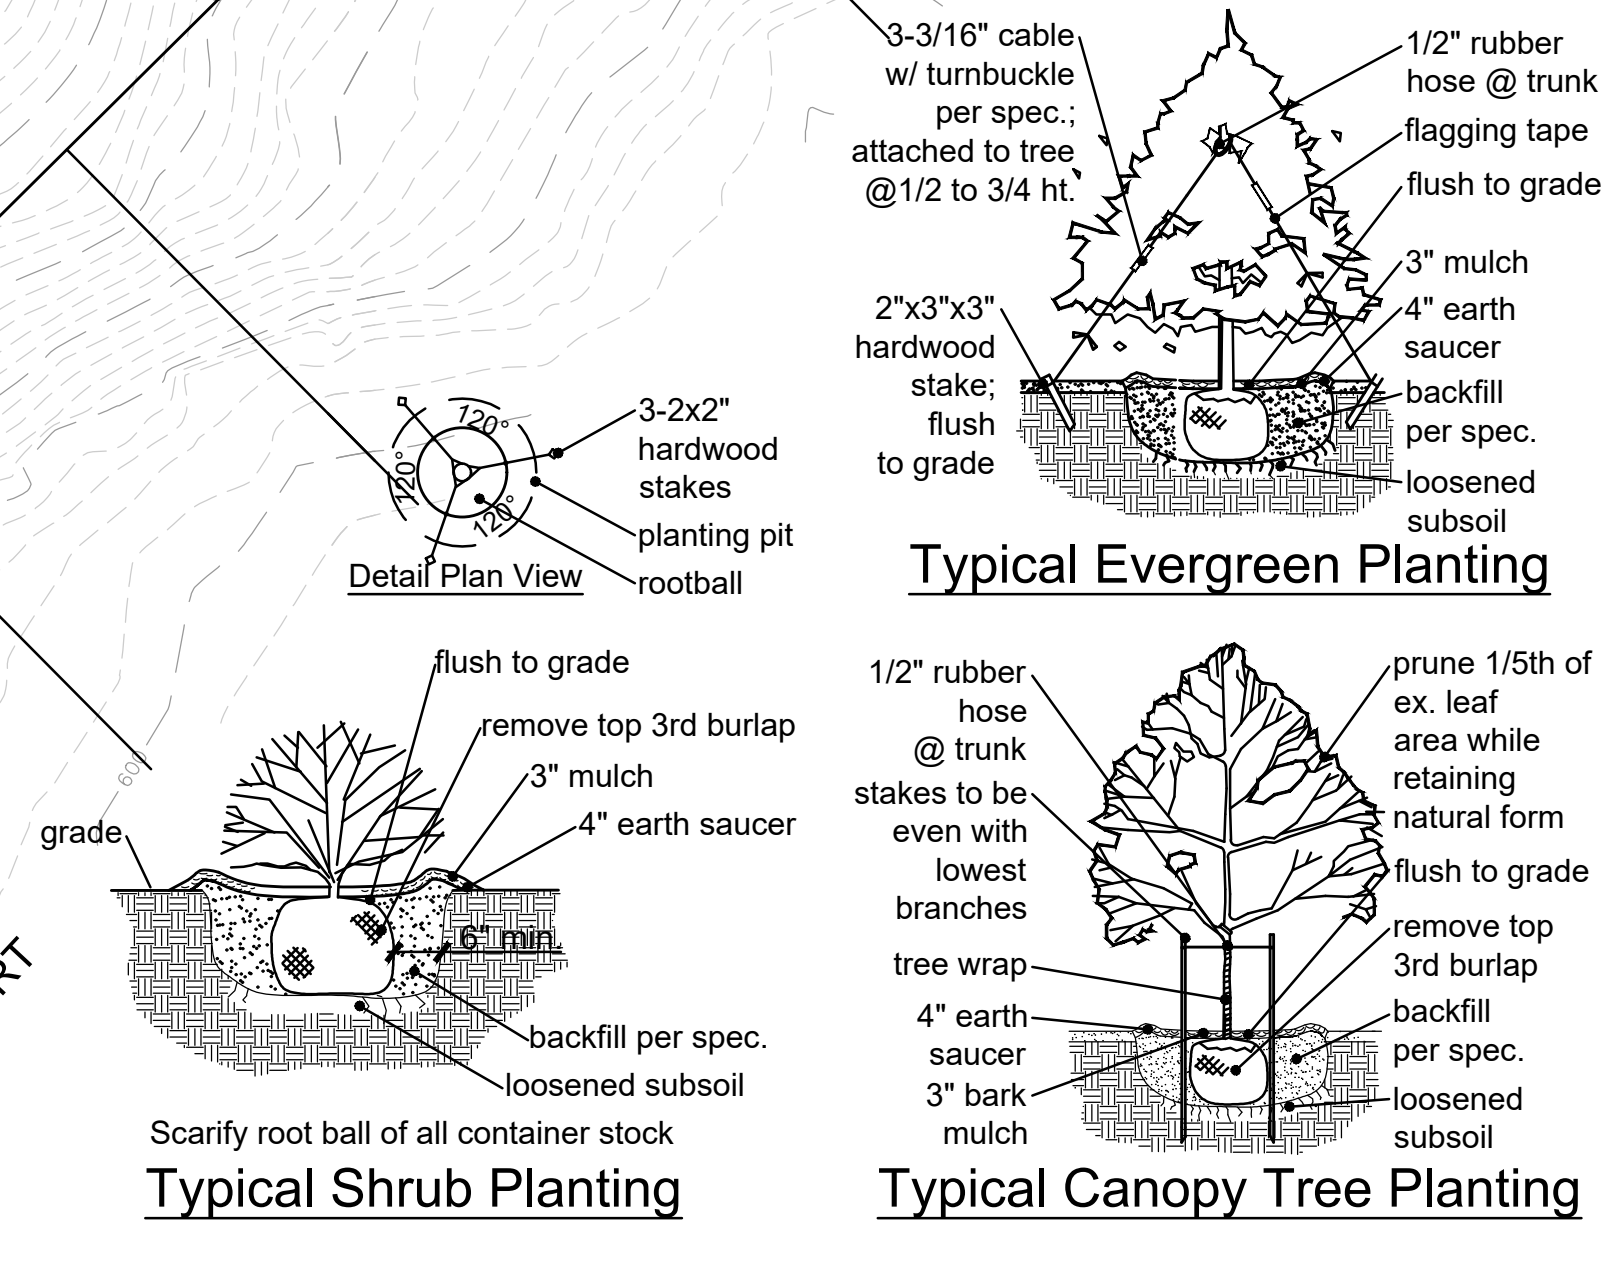 3-3/16" cable
w/ turnbuckle
per spec.;
attached to tree
@1/2 to 3/4 ht.
2"x3"x3"
hardwood
stake;
flush
to grade
1/2" rubber
hose @ trunk
flagging tape
flush to grade
3" mulch
4" earth
saucer
backfill
per spec.
loosened
subsoil
Typical Evergreen Planting
120°
120°
120°
3-2x2"
hardwood
stakes
planting pit
rootball
Detail Plan View
600
RT
flush to grade
remove top 3rd burlap
3" mulch
4" earth saucer
grade
6" min.
backfill per spec.
loosened subsoil
Scarify root ball of all container stock
Typical Shrub Planting
1/2" rubber
hose
@ trunk
stakes to be
even with
lowest
branches
tree wrap
4" earth
saucer
3" bark
mulch
prune 1/5th of
ex. leaf
area while
retaining
natural form
flush to grade
remove top
3rd burlap
backfill
per spec.
loosened
subsoil
Typical Canopy Tree Planting